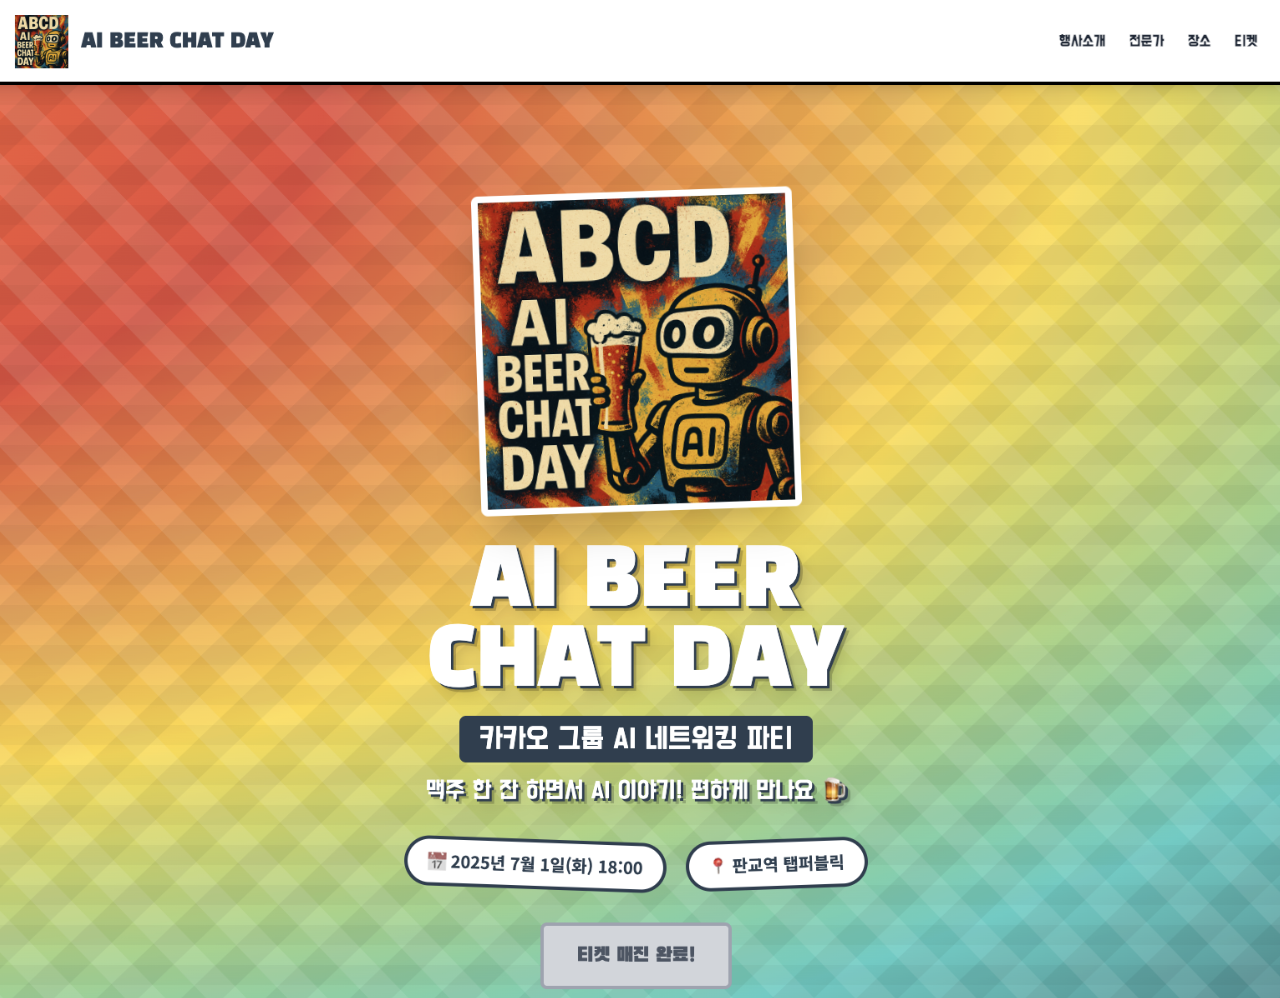 ABCD
AI
BEER
CHAT
DAY
AI
AI BEER CHAT DAY
행사소개
전문가
장소
티켓
ABCD
AI
BEER
CHAT
DAY
AI
AI BEER
CHAT DAY
카카오 그룹 AI 네트워킹 파티
맥주 한 잔 하면서 AI 이야기! 편하게 만나요 🍺
📅 2025년 7월 1일(화) 18:00
📍 판교역 탭퍼블릭
티켓 매진 완료!